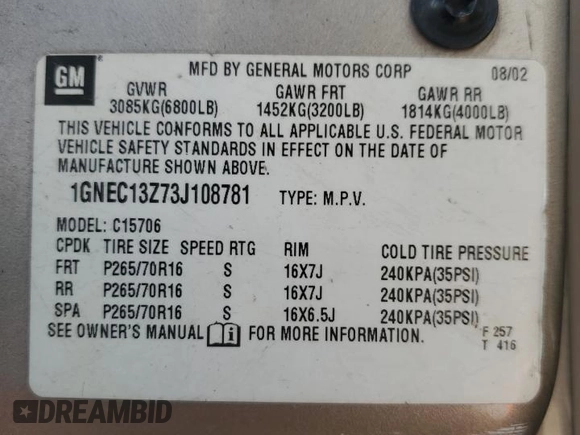 GM
MFD BY GENERAL MOTORS CORP 08/02
GVWR GAWR FRT GAWR RR
3085KG(6800LB) 1452KG(3200LB) 1814KG(4000LB)
THIS VEHICLE CONFORMS TO ALL APPLICABLE U.S. FEDERAL MOTOR
VEHICLE SAFETY STANDARDS IN EFFECT ON THE DATE OF
MANUFACTURE SHOWN ABOVE.
1GNEC13Z73J108781 TYPE: M.P.V.
MODEL: C15706
CPDK TIRE SIZE SPEED RTG RIM COLD TIRE PRESSURE
FRT P265/70R16 S 16X7J 240KPA(35PSI)
RR P265/70R16 S 16X7J 240KPA(35PSI)
SPA P265/70R16 S 16X6.5J 240KPA(35PSI)
SEE OWNER'S MANUAL FOR MORE INFORMATION.
F 257
T 416
DREAMBID